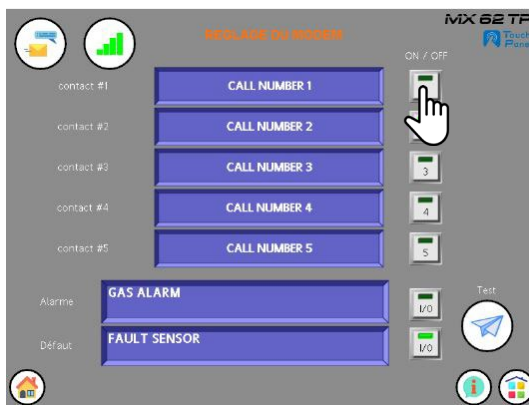 MX 62 TP
Touch
Panel
REGLAGE DU MODEM
ON / OFF
contact #1
CALL NUMBER 1
contact #2
CALL NUMBER 2
contact #3
CALL NUMBER 3
3
contact #4
CALL NUMBER 4
4
contact #5
CALL NUMBER 5
5
Alarme
GAS ALARM
I/O
Test
Défaut
FAULT SENSOR
I/O